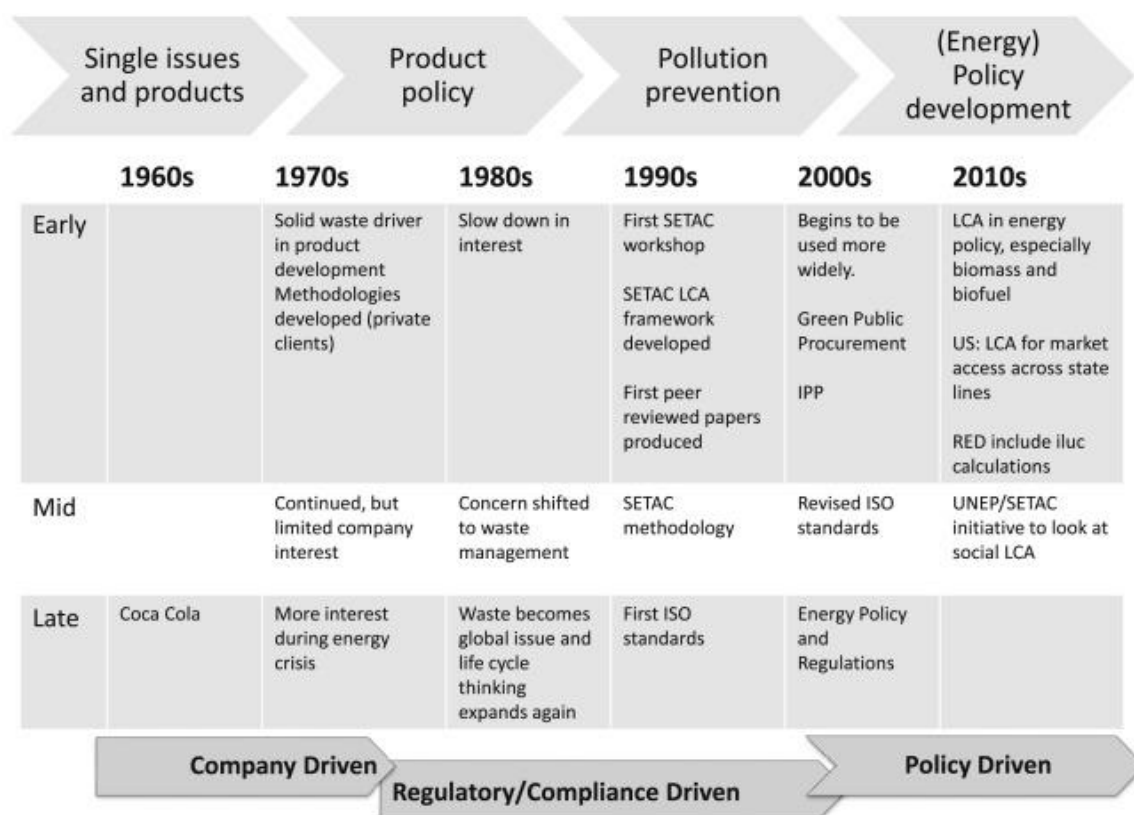 Single issues
and products
Product
policy
Pollution
prevention
(Energy)
Policy
development
1960s
1970s
1980s
1990s
2000s
2010s
Early
Solid waste driver
in product
development
Methodologies
developed (private
clients)
Slow down in
interest
First SETAC
workshop
SETAC LCA
framework
developed
First peer
reviewed papers
produced
Begins to be
used more
widely.
Green Public
Procurement
IPP
LCA in energy
policy, especially
biomass and
biofuel
US: LCA for market
access across state
lines
RED include iluc
calculations
Mid
Continued, but
limited company
interest
Concern shifted
to waste
management
SETAC
methodology
Revised ISO
standards
UNEP/SETAC
initiative to look at
social LCA
Late
Coca Cola
More interest
during energy
crisis
Waste becomes
global issue and
life cycle
thinking
expands again
First ISO
standards
Energy Policy
and
Regulations
Company Driven
Regulatory/Compliance Driven
Policy Driven